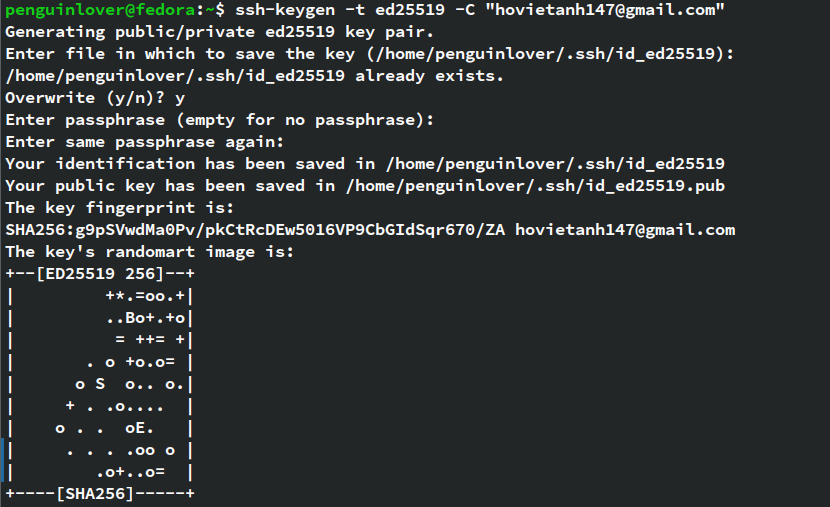 penguinlover@fedora:~$ ssh-keygen -t ed25519 -C "hovietanh147@gmail.com"
Generating public/private ed25519 key pair.
Enter file in which to save the key (/home/penguinlover/.ssh/id_ed25519):
/home/penguinlover/.ssh/id_ed25519 already exists.
Overwrite (y/n)? y
Enter passphrase (empty for no passphrase):
Enter same passphrase again:
Your identification has been saved in /home/penguinlover/.ssh/id_ed25519
Your public key has been saved in /home/penguinlover/.ssh/id_ed25519.pub
The key fingerprint is:
SHA256:g9pSVwdMa0Pv/pkCtRcDEw5016VP9CbGIdSqr670/ZA hovietanh147@gmail.com
The key's randomart image is:
+--[ED25519 256]--+
|         +*.=oo.+|
|         ..Bo+.+o|
|          = ++= +|
|       . o +o.o= |
|      o S  o.. o.|
|     + . .o....  |
|    o . .  oE.   |
|     . . . .oo o |
|        .o+..o=  |
+----[SHA256]-----+